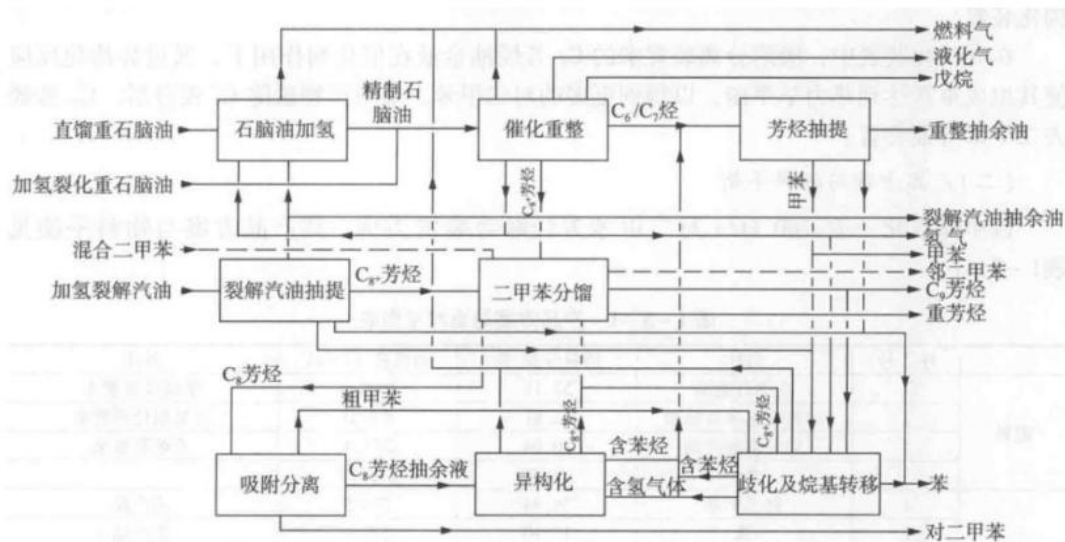 燃料气
液化气
戊烷
精制石
脑油
直馏重石脑油
石脑油加氢
催化重整
C₆/C₇烃
芳烃抽提
重整抽余油
加氢裂化重石脑油
C₈₊芳烃
甲苯
裂解汽油抽余油
氢气
甲苯
混合二甲苯
邻二甲苯
加氢裂解汽油
裂解汽油抽提
C₈₊芳烃
二甲苯分馏
C₉芳烃
重芳烃
C₈芳烃
粗甲苯
C₈₊芳烃
C₈₊芳烃
吸附分离
C₈芳烃抽余液
异构化
含苯烃
含苯烃
含氢气体
歧化及烷基转移
苯
对二甲苯